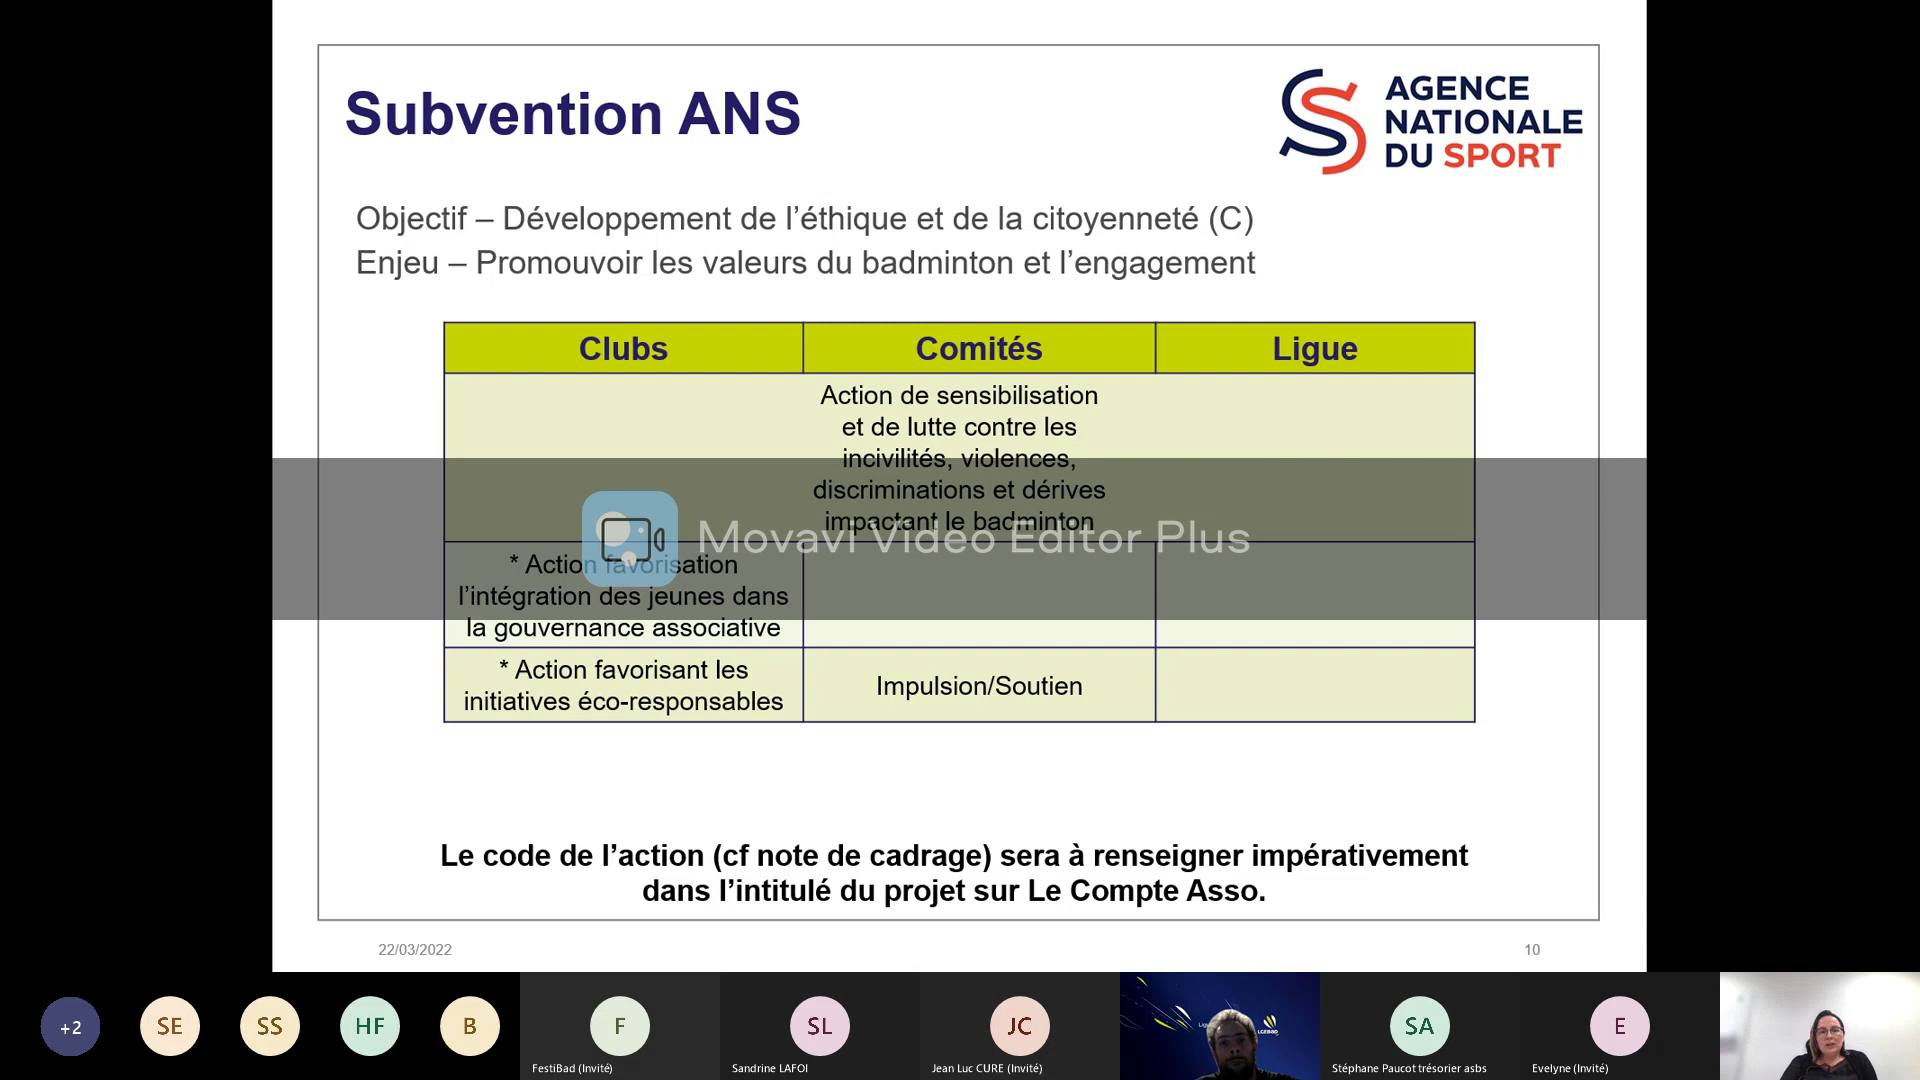 Subvention ANS
AGENCE
NATIONALE
DU SPORT
Objectif – Développement de l’éthique et de la citoyenneté (C)
Enjeu – Promouvoir les valeurs du badminton et l’engagement
Clubs
Comités
Ligue
Action de sensibilisation
et de lutte contre les
incivilités, violences,
discriminations et dérives
impactant le badminton
Movavi Video Editor Plus
* Action favorisation
l’intégration des jeunes dans
la gouvernance associative
* Action favorisant les
initiatives éco-responsables
Impulsion/Soutien
Le code de l’action (cf note de cadrage) sera à renseigner impérativement
dans l’intitulé du projet sur Le Compte Asso.
22/03/2022
10
+2
SE
SS
HF
B
F
SL
JC
SA
E
FestiBad (Invité)
Sandrine LAFOI
Jean Luc CURE (Invité)
Stéphane Paucot trésorier asbs
Evelyne (Invité)